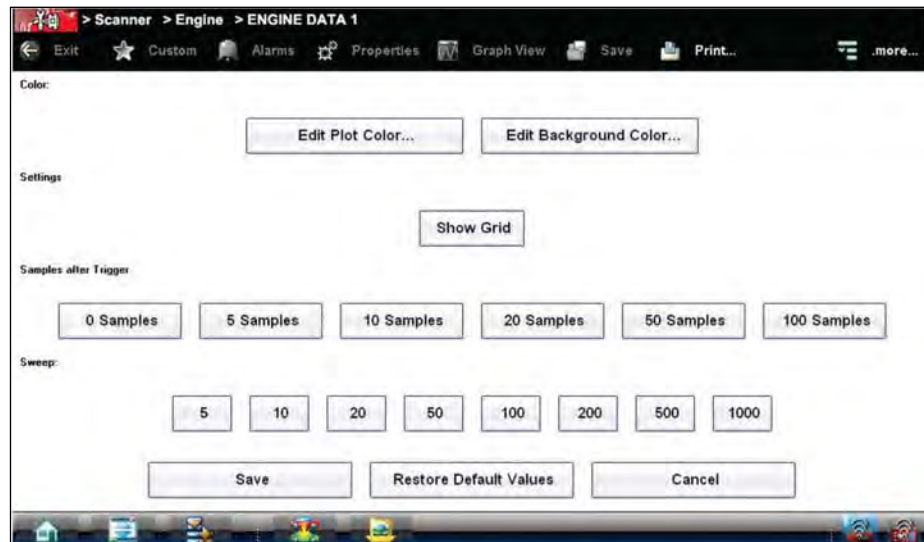 > Scanner > Engine > ENGINE DATA 1
Exit Custom Alarms Properties Graph View Save Print... .more...
Color:
Edit Plot Color... Edit Background Color...
Settings
Show Grid
Samples after Trigger
0 Samples 5 Samples 10 Samples 20 Samples 50 Samples 100 Samples
Sweep:
5 10 20 50 100 200 500 1000
Save Restore Default Values Cancel